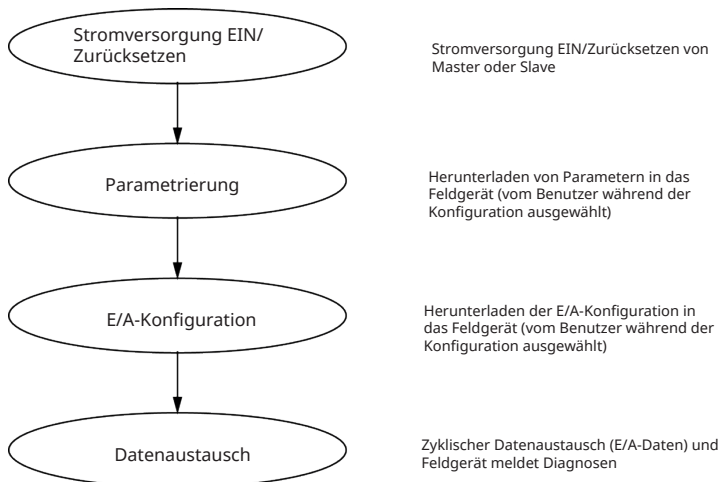 Stromversorgung EIN/
Zurücksetzen
Stromversorgung EIN/Zurücksetzen von
Master oder Slave
Parametrierung
Herunterladen von Parametern in das
Feldgerät (vom Benutzer während der
Konfiguration ausgewählt)
E/A-Konfiguration
Herunterladen der E/A-Konfiguration in
das Feldgerät (vom Benutzer während der
Konfiguration ausgewählt)
Datenaustausch
Zyklischer Datenaustausch (E/A-Daten) und
Feldgerät meldet Diagnosen